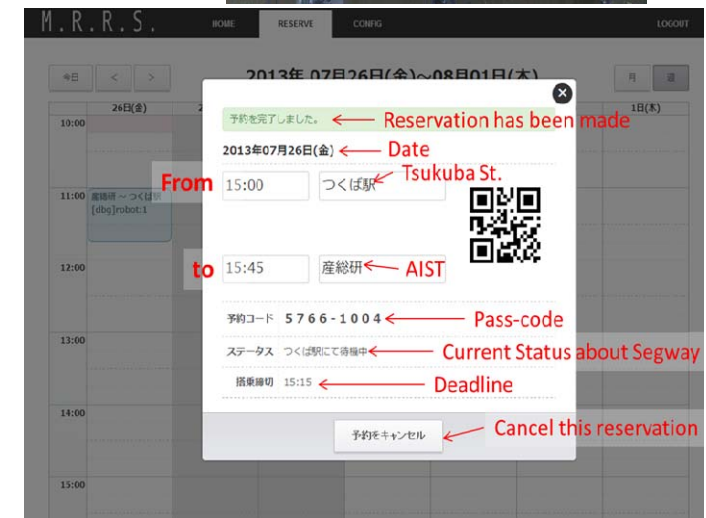 M.R.R.S.
HOME RESERVE CONFIG LOGOUT
今日 < > 2013年 07月26日(金)~08月01日(木) 月 週
26日(金) 1日(木)
10:00
予約を完了しました。 Reservation has been made
2013年07月26日(金) Date
From 15:00 つくば駅 Tsukuba St.
11:00 産総研 ~ つくば駅
[dbg]robot:1
12:00
to 15:45 産総研 AIST
予約コード 5766-1004 Pass-code
13:00
ステータス つくば駅にて待機中 Current Status about Segway
搭乗締切 15:15 Deadline
14:00
予約をキャンセル Cancel this reservation
15:00